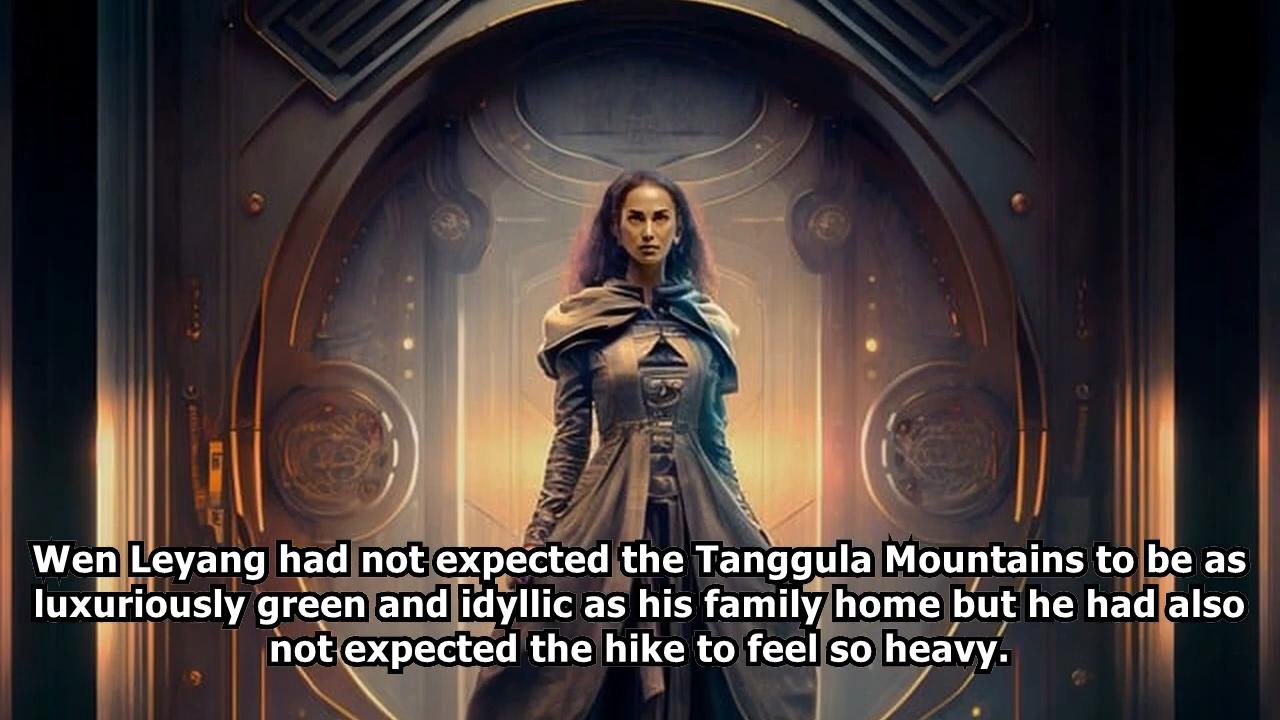 Wen Leyang had not expected the Tanggula Mountains to be as
luxuriously green and idyllic as his family home but he had also
not expected the hike to feel so heavy.